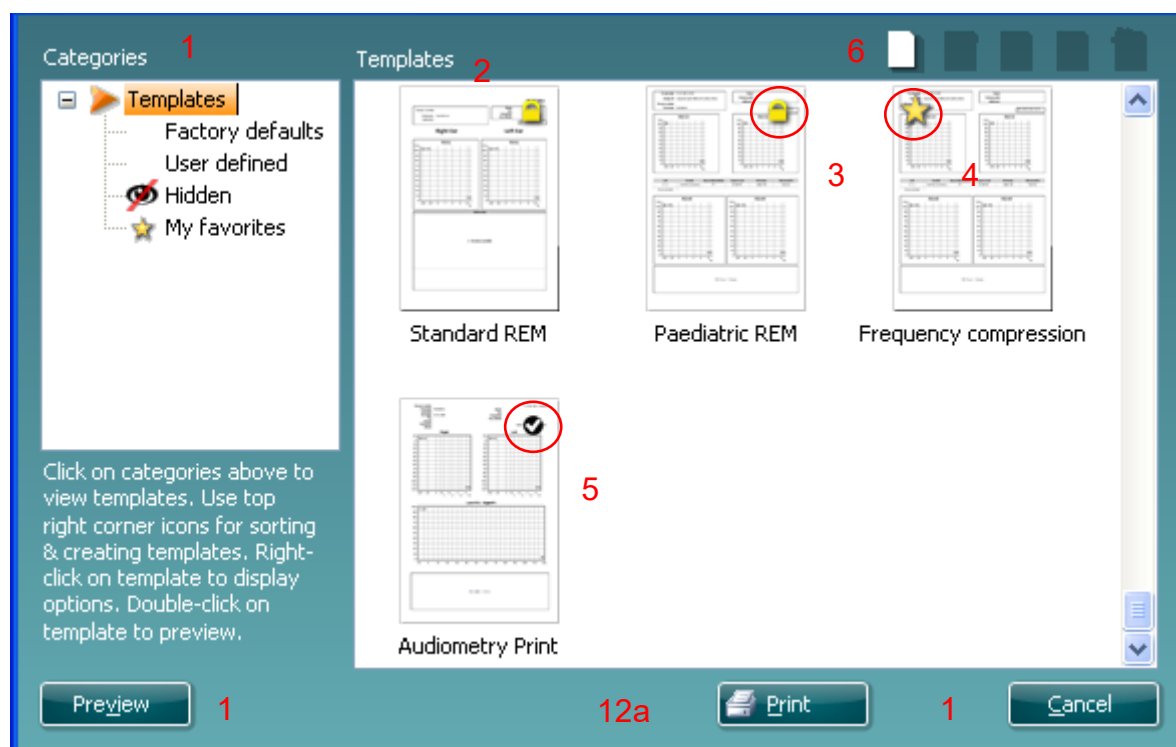 Categories 1
Templates
Factory defaults
User defined
Hidden
My favorites
Click on categories above to
view templates. Use top
right corner icons for sorting
& creating templates. Right-
click on template to display
options. Double-click on
template to preview.
Templates 2
6
3
4
Standard REM
Paediatric REM
Frequency compression
5
Audiometry Print
Preview 1
12a Print
1 Cancel